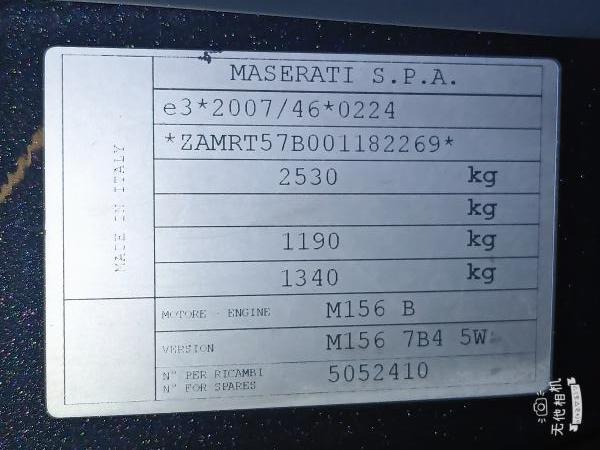 MASERATI S.P.A.
e3*2007/46*0224
*ZAMRT57B001182269*
2530 kg
kg
1190 kg
1340 kg
MADE IN ITALY
MOTORE - ENGINE M156 B
VERSION M156 7B4 5W
N° PER RICAMBI
N° FOR SPARES 5052410
无他相机